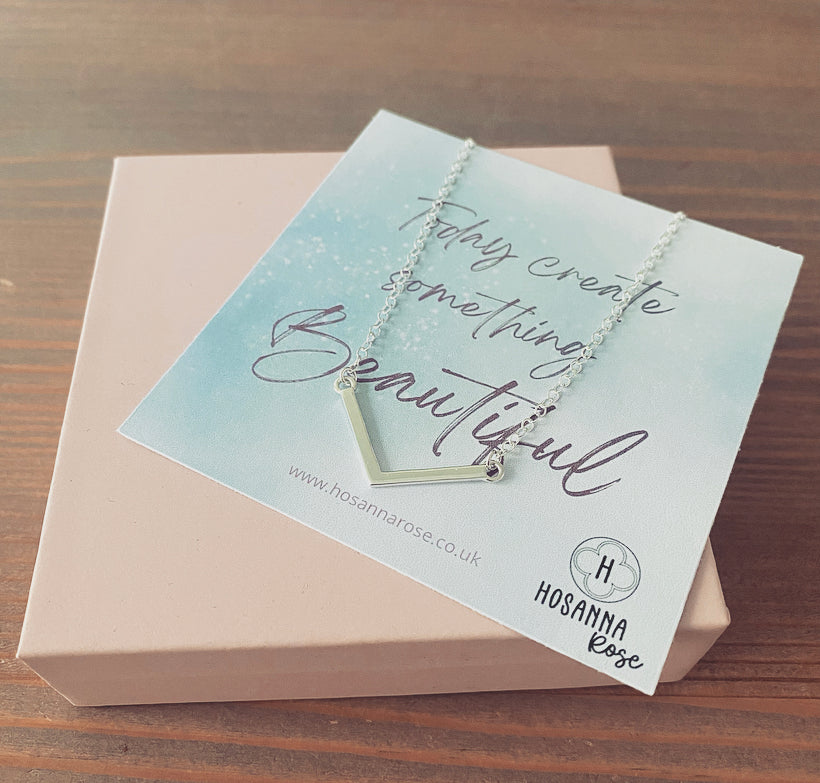 Today create
something
Beautiful
www.hosannarose.co.uk
H
HOSANNA
Rose